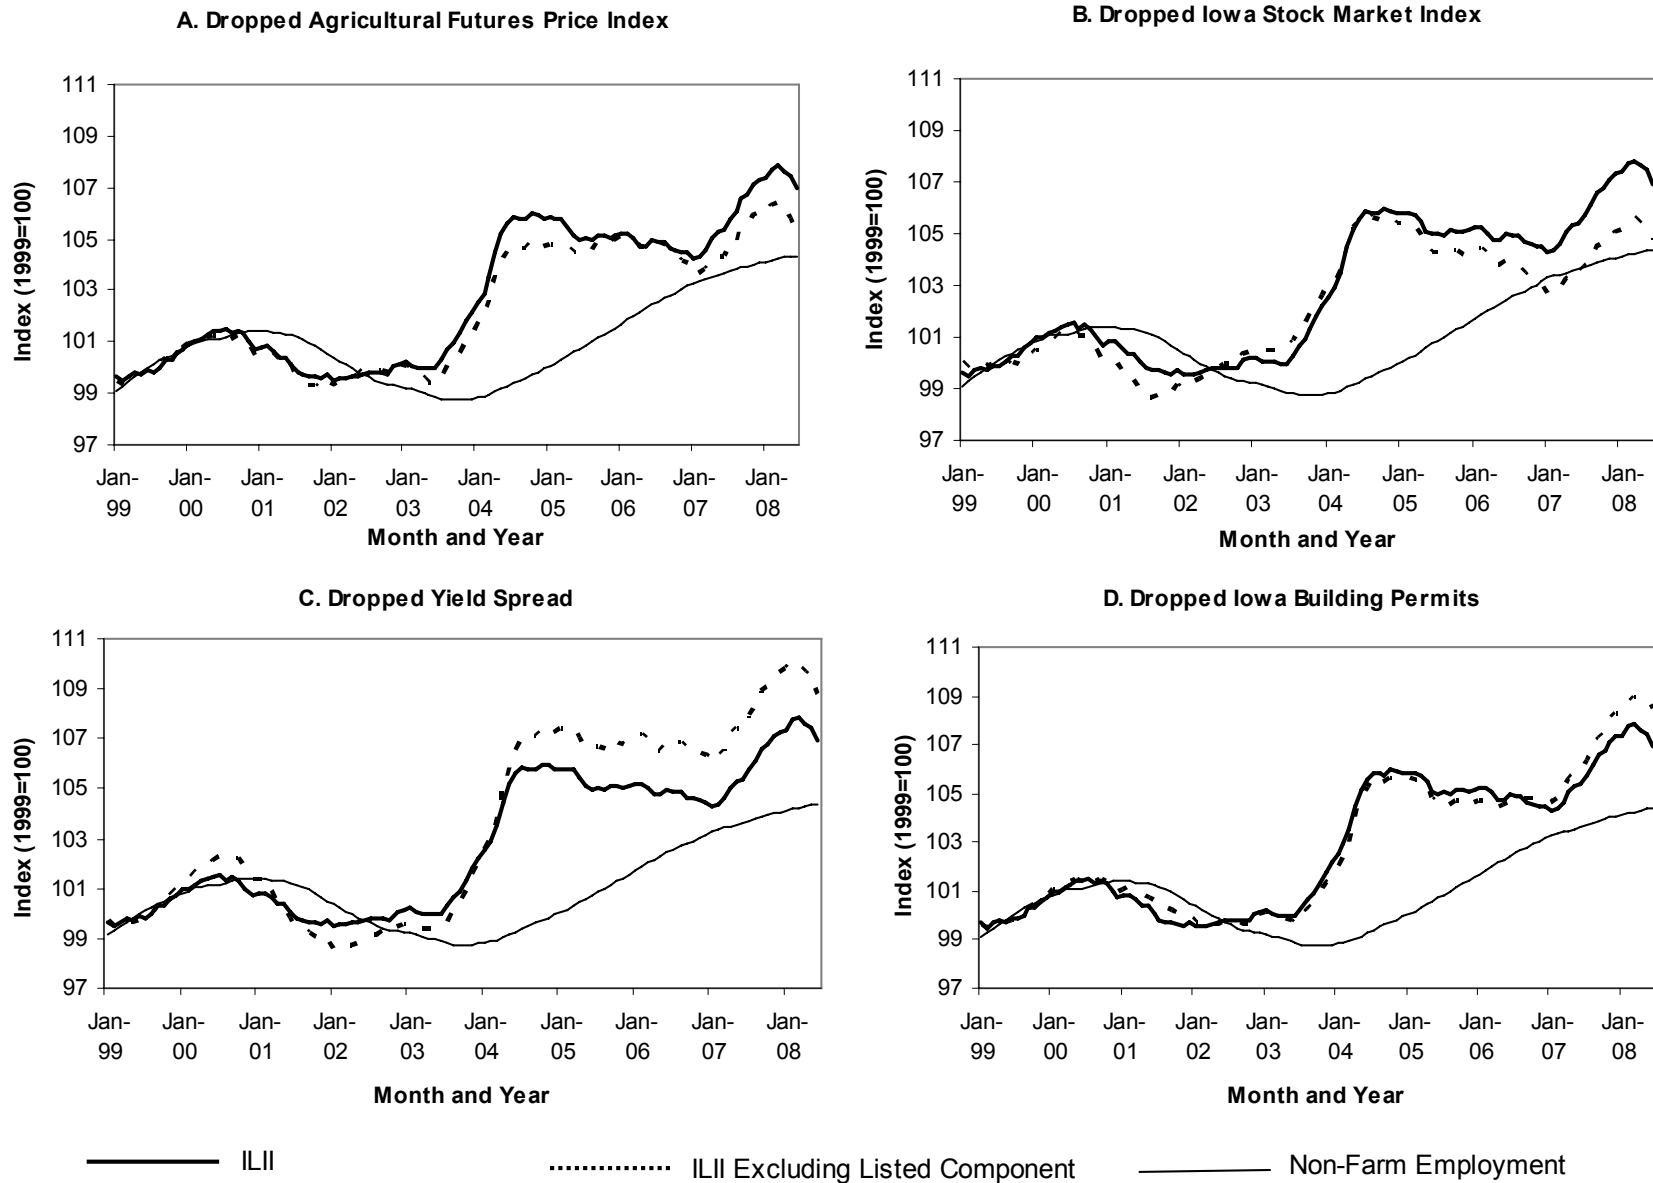 A. Dropped Agricultural Futures Price Index
111
109
107
105
103
101
99
97
Index (1999=100)
Jan- Jan- Jan- Jan- Jan- Jan- Jan- Jan- Jan- Jan-
99 00 01 02 03 04 05 06 07 08
Month and Year
B. Dropped Iowa Stock Market Index
111
109
107
105
103
101
99
97
Index (1999=100)
Jan- Jan- Jan- Jan- Jan- Jan- Jan- Jan- Jan- Jan-
99 00 01 02 03 04 05 06 07 08
Month and Year
C. Dropped Yield Spread
111
109
107
105
103
101
99
97
Index (1999=100)
Jan- Jan- Jan- Jan- Jan- Jan- Jan- Jan- Jan- Jan-
99 00 01 02 03 04 05 06 07 08
Month and Year
D. Dropped Iowa Building Permits
111
109
107
105
103
101
99
97
Index (1999=100)
Jan- Jan- Jan- Jan- Jan- Jan- Jan- Jan- Jan- Jan-
99 00 01 02 03 04 05 06 07 08
Month and Year
ILII
ILII Excluding Listed Component
Non-Farm Employment